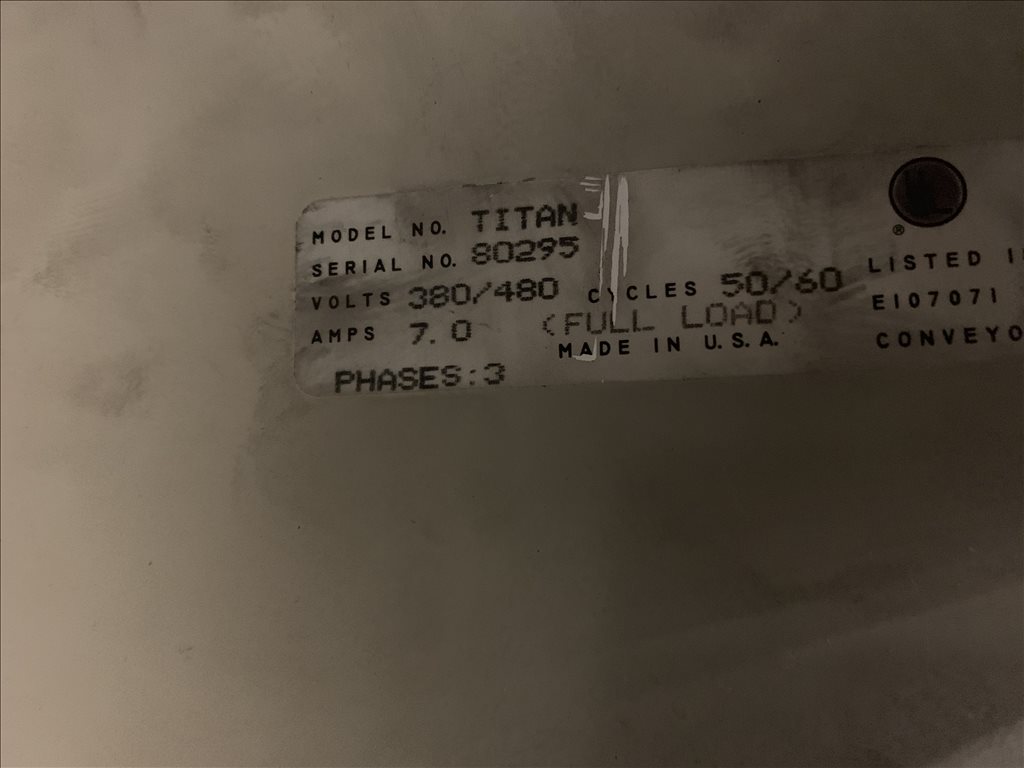 MODEL NO. TITAN
SERIAL NO. 80295
VOLTS 380/480 CYCLES 50/60
AMPS 7.0 (FULL LOAD)
MADE IN U.S.A.
PHASES:3
®
LISTED
E107071
CONVEYO